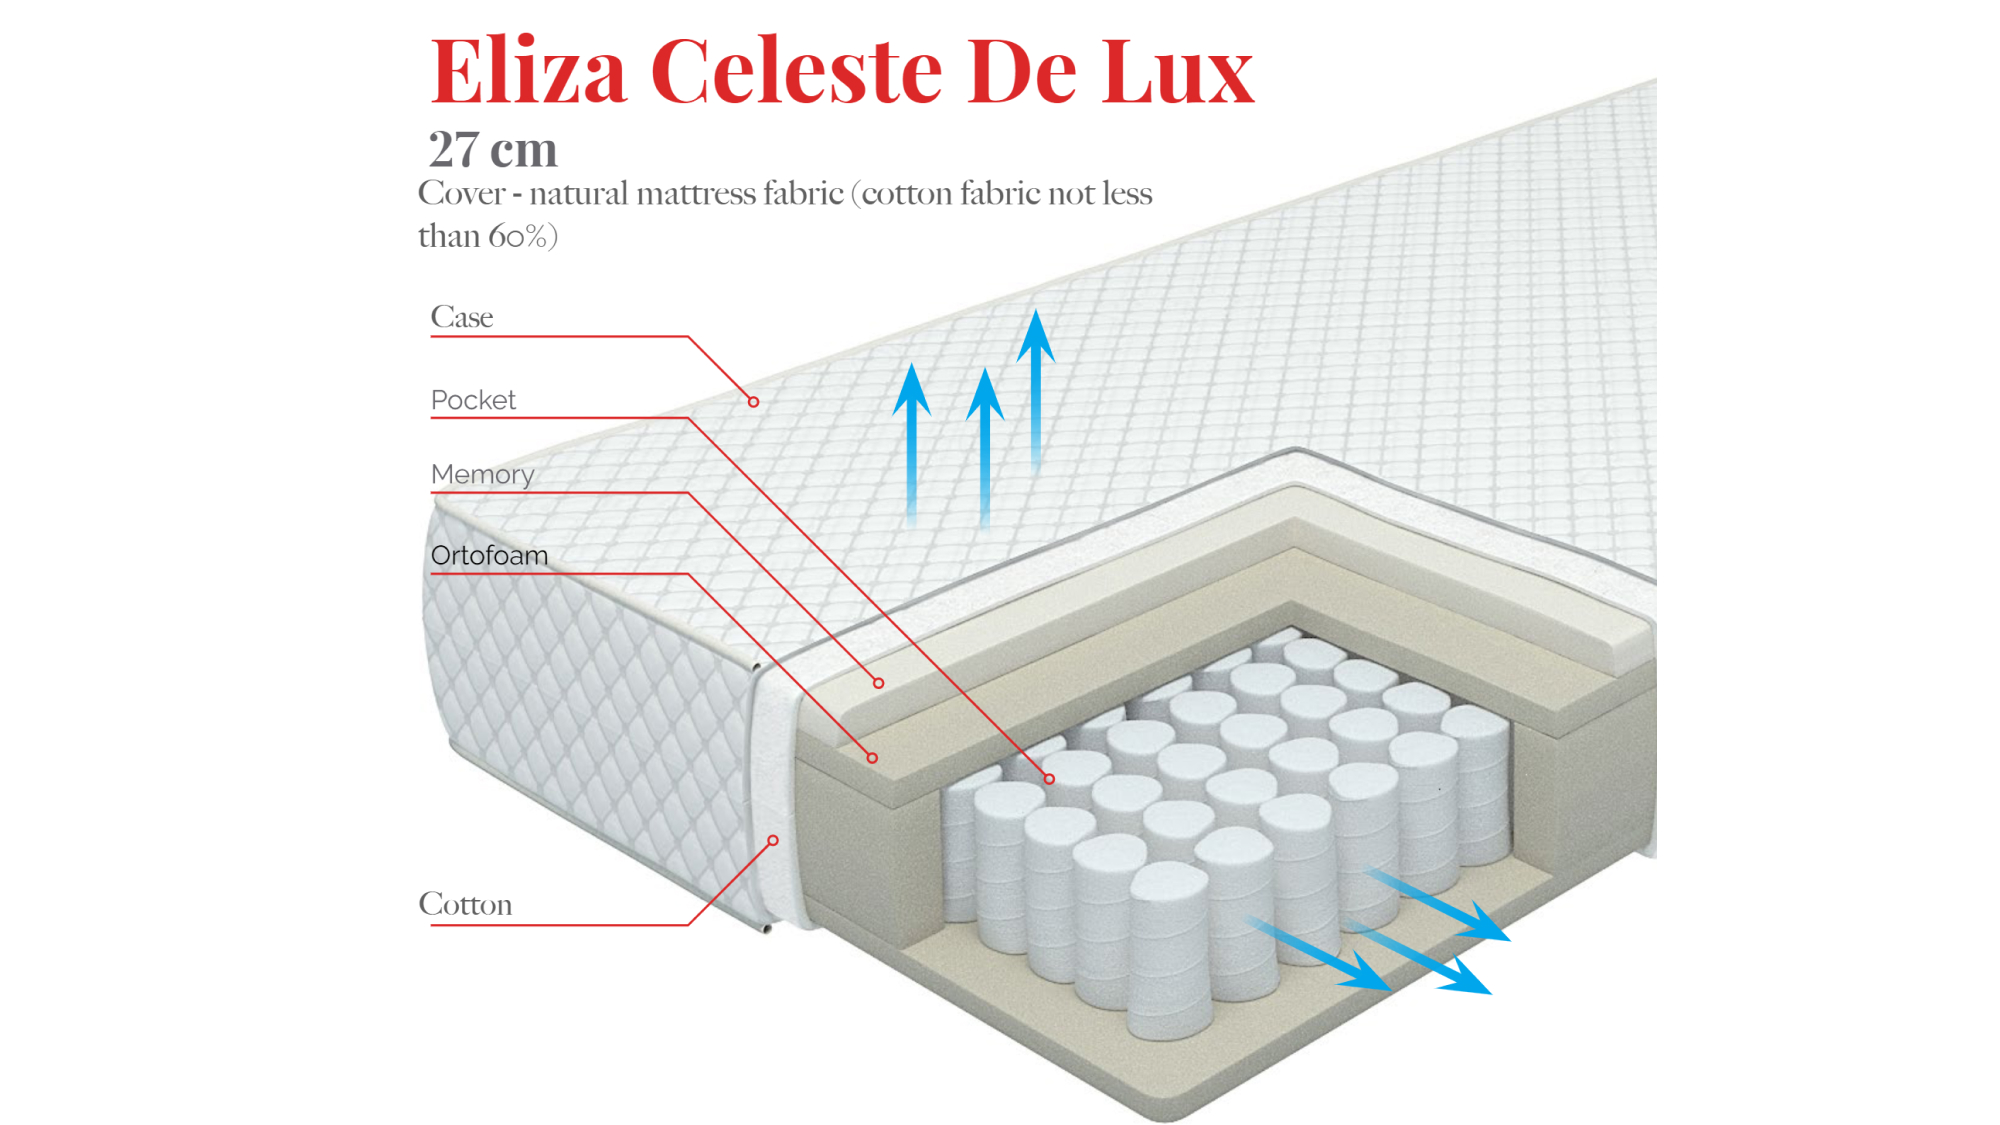 Eliza Celeste De Lux
27 cm
Cover - natural mattress fabric (cotton fabric not less
than 60%)
Case
Pocket
Memory
Ortofoam
Cotton